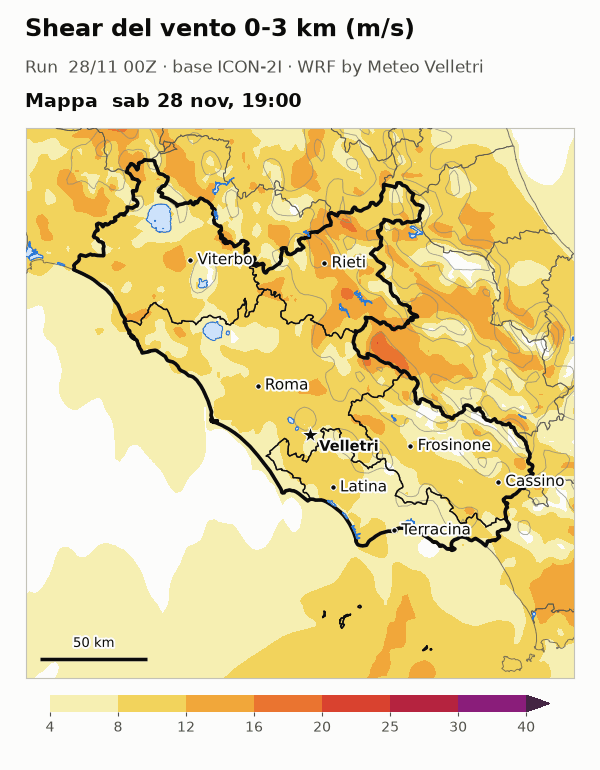 Shear del vento 0-3 km (m/s)
Run  28/11 00Z · base ICON-2I · WRF by Meteo Velletri
Mappa  sab 28 nov, 19:00
Viterbo
Rieti
Roma
Velletri
Frosinone
Latina
Cassino
Terracina
50 km
4 8 12 16 20 25 30 40